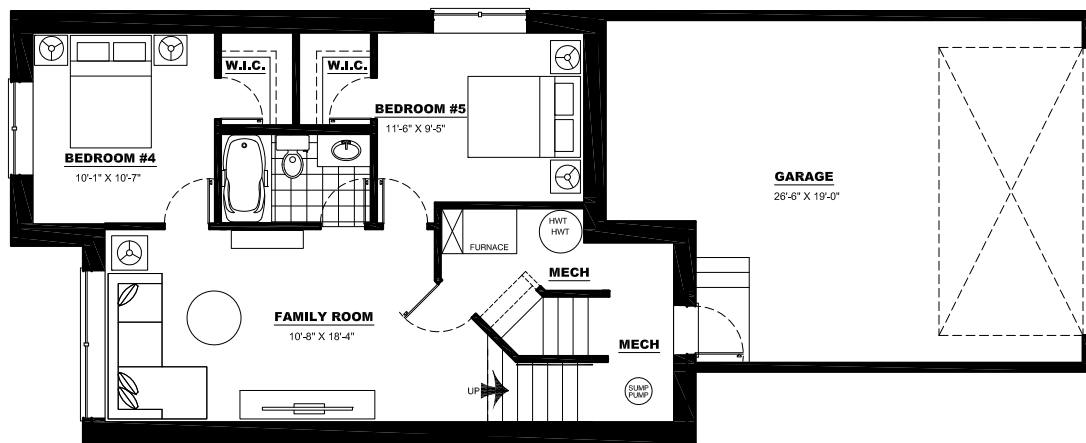 W.I.C.
W.I.C.
BEDROOM #5
11'-6" X 9'-5"
BEDROOM #4
10'-1" X 10'-7"
GARAGE
26'-6" X 19'-0"
HWT
HWT
FURNACE
MECH
FAMILY ROOM
10'-8" X 18'-4"
MECH
UP
SUMP
PUMP